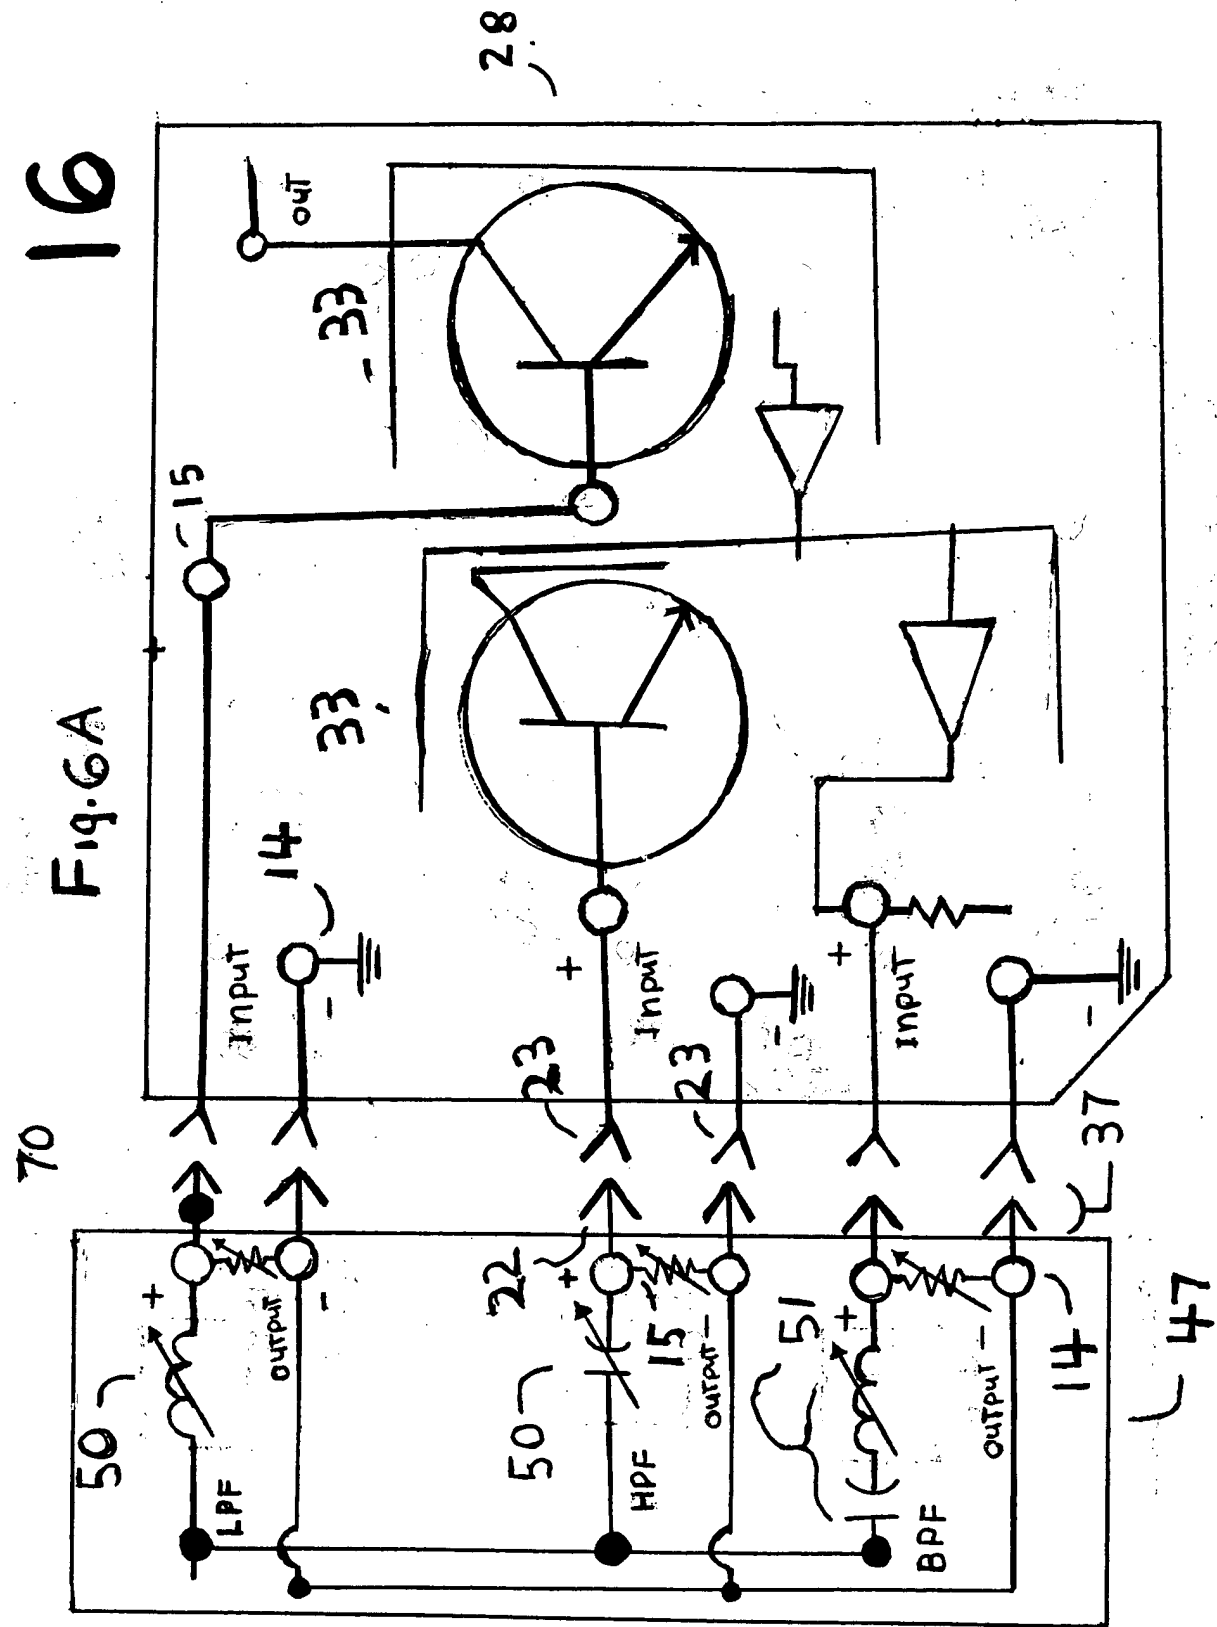 28
16
Fig. 6A
70
out
- 33
15
+
33
14
Input
-
+
Input
23
-
23
+
Input
-
37
50
+
output
-
LPF
22
+
50
15
output -
HPF
51
+
output -
14
BPF
47